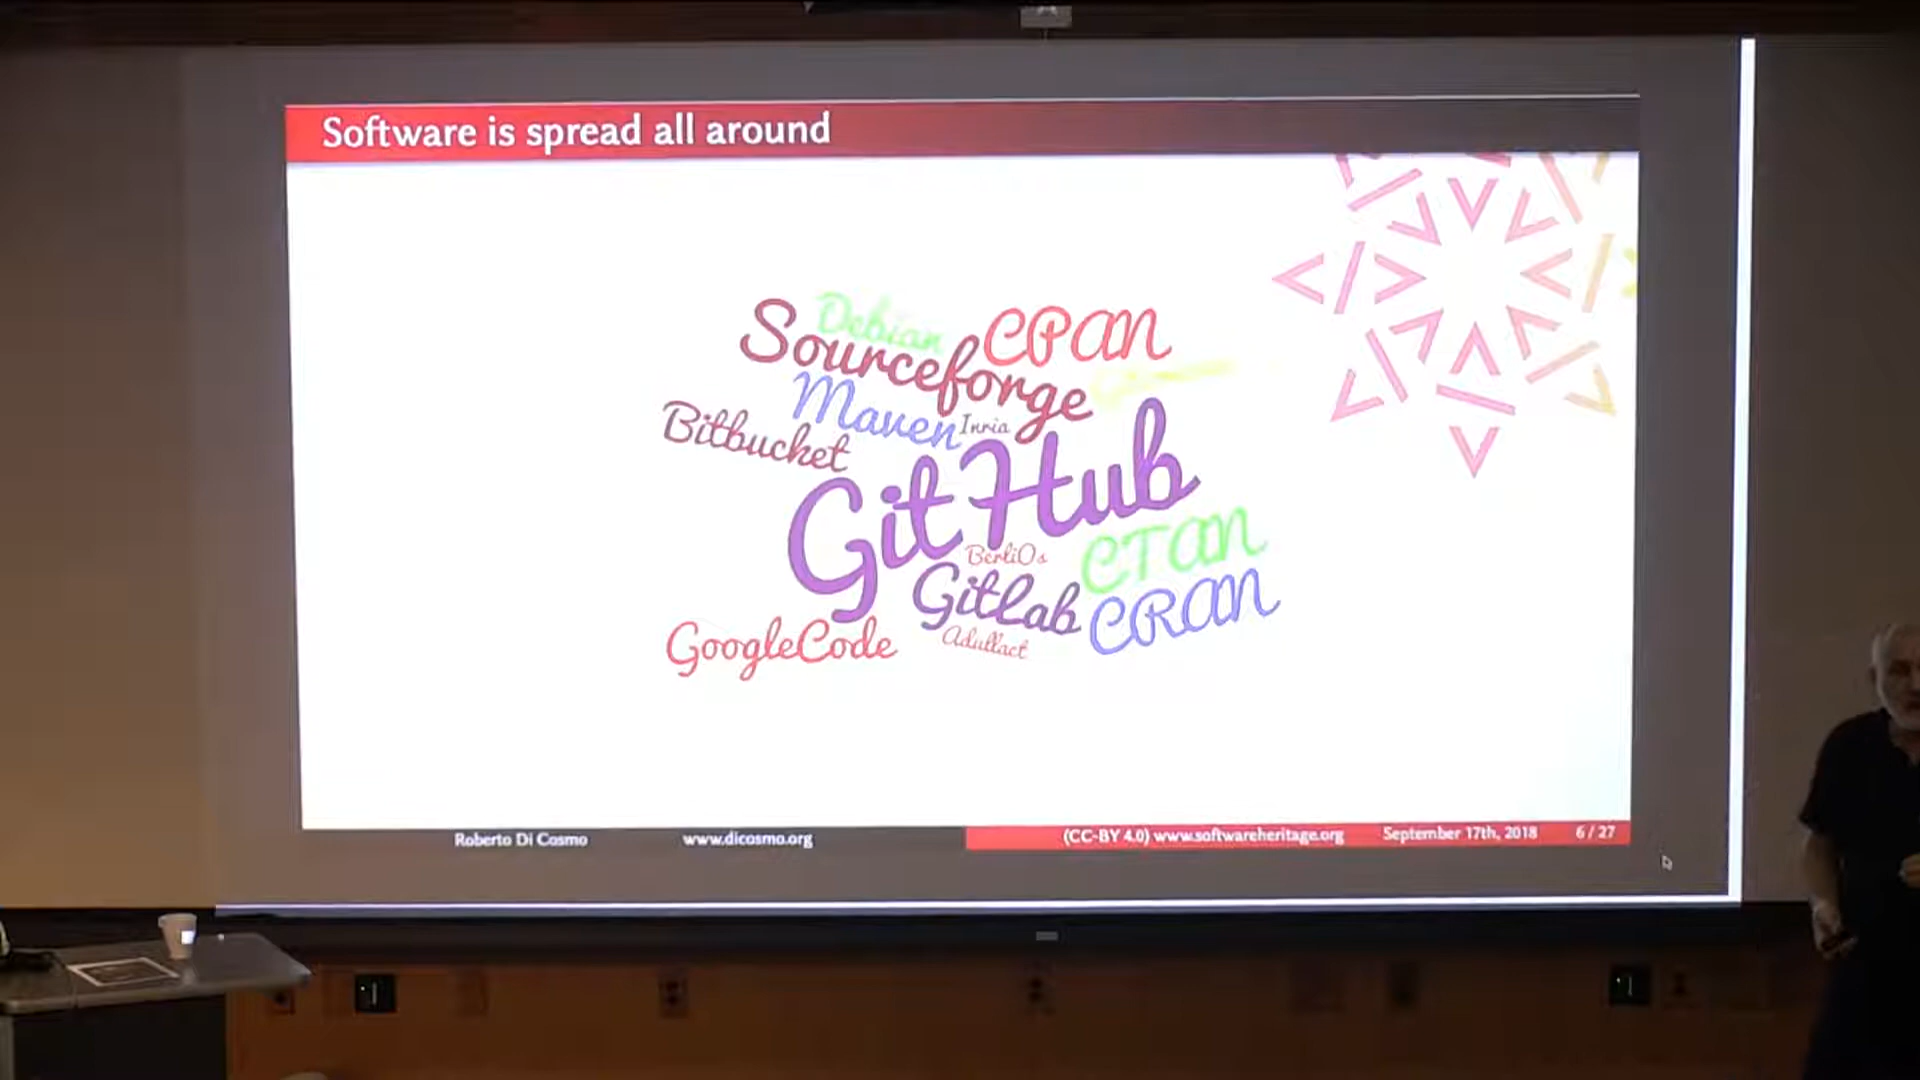 Software is spread all around
Debian
CPAN
Sourceforge
Maven
Inria
Bitbucket
GitHub
CTAN
BerliOs
GitLab
CRAN
GoogleCode
Adullact
Roberto Di Cosmo
www.dicosmo.org
(CC-BY 4.0) www.softwareheritage.org
September 17th, 2018
6 / 27